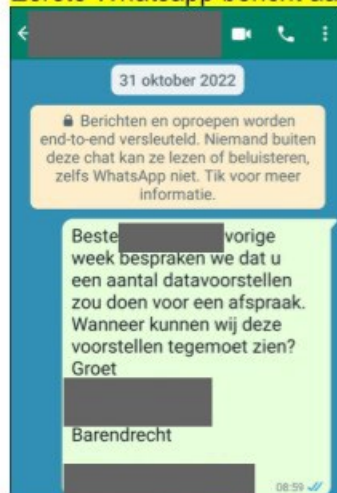 31 oktober 2022
Berichten en oproepen worden
end-to-end versleuteld. Niemand buiten
deze chat kan ze lezen of beluisteren,
zelfs WhatsApp niet. Tik voor meer
informatie.
Beste vorige
week bespraken we dat u
een aantal datavoorstellen
zou doen voor een afspraak.
Wanneer kunnen wij deze
voorstellen tegemoet zien?
Groet
Barendrecht
08:59